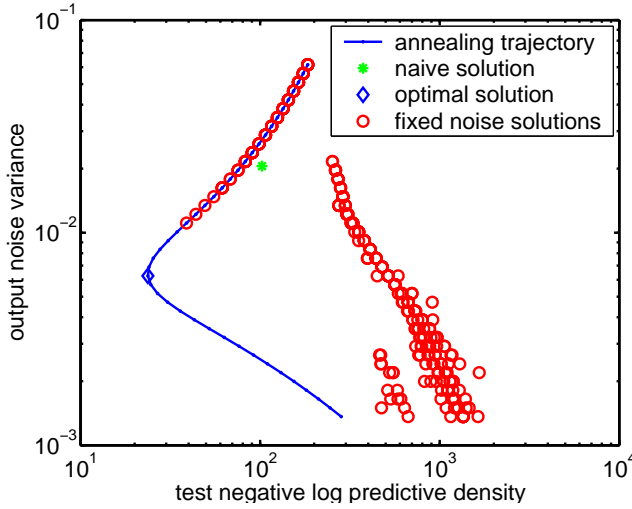 10⁻¹
annealing trajectory
naive solution
optimal solution
fixed noise solutions
output noise variance
10⁻²
10⁻³
10¹ 10² 10³ 10⁴
test negative log predictive density